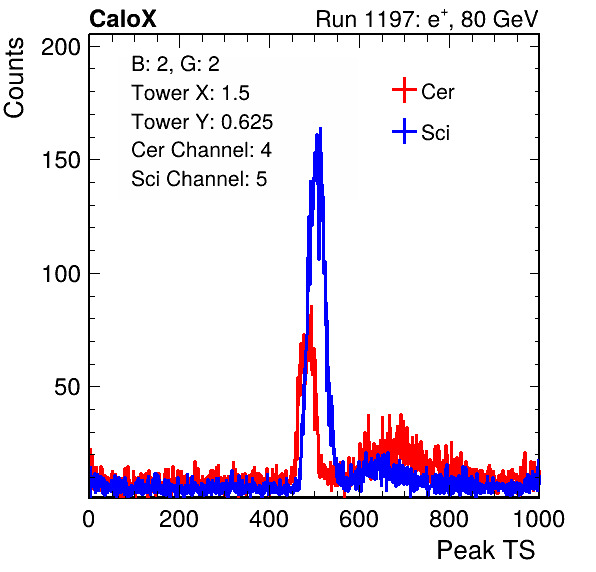 CaloX
Run 1197: e+, 80 GeV
Counts
200
150
100
50
B: 2, G: 2
Tower X: 1.5
Tower Y: 0.625
Cer Channel: 4
Sci Channel: 5
Cer
Sci
0 200 400 600 800 1000
Peak TS